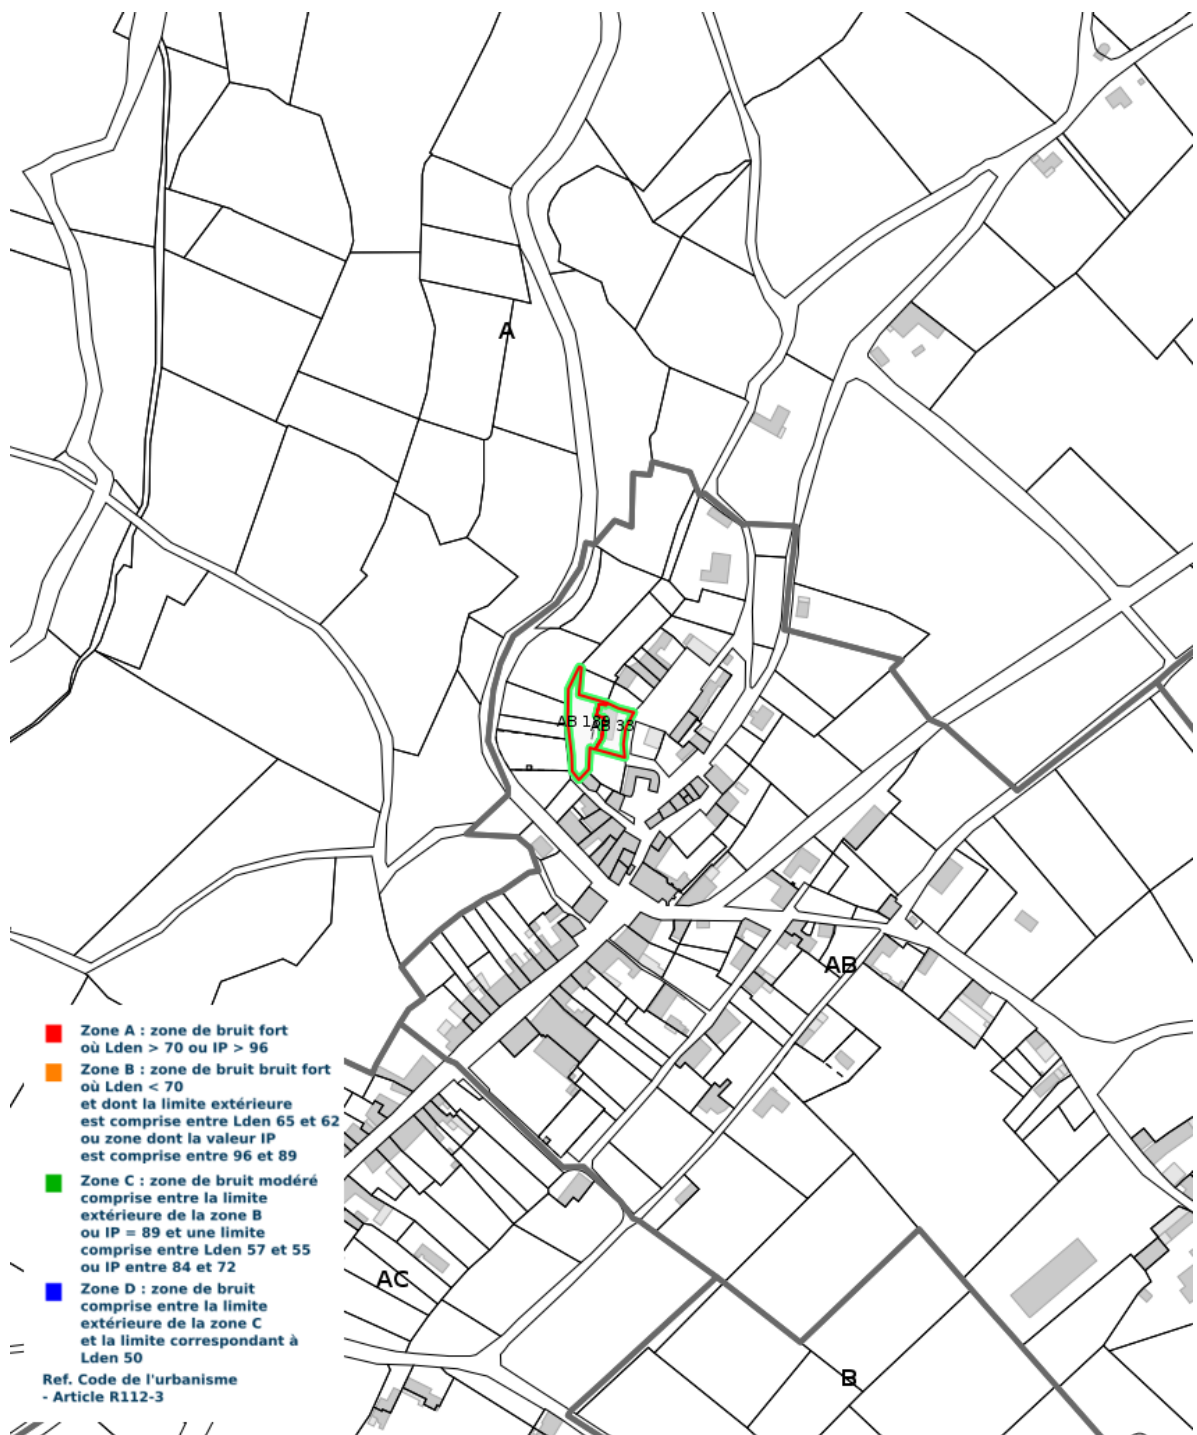 A
AB 33
AB
Zone A : zone de bruit fort
où Lden > 70 ou IP > 96
Zone B : zone de bruit bruit fort
où Lden < 70
et dont la limite extérieure
est comprise entre Lden 65 et 62
ou zone dont la valeur IP
est comprise entre 96 et 89
Zone C : zone de bruit modéré
comprise entre la limite
extérieure de la zone B
ou IP = 89 et une limite
comprise entre Lden 57 et 55
ou IP entre 84 et 72
Zone D : zone de bruit
comprise entre la limite
extérieure de la zone C
et la limite correspondant à
Lden 50
Ref. Code de l'urbanisme
- Article R112-3
AC
B